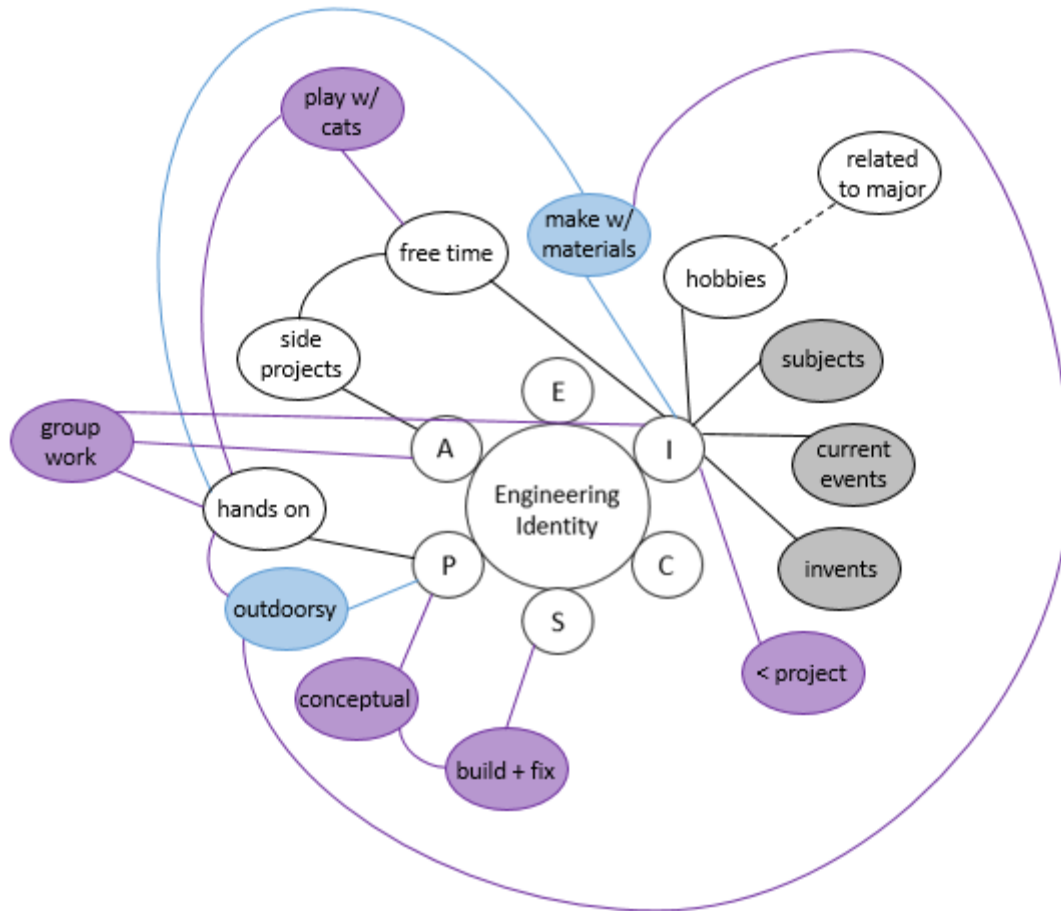 play w/
cats
related
to major
make w/
materials
free time
hobbies
side
projects
subjects
E
group
work
A
I
current
events
Engineering
Identity
hands on
P
C
invents
outdoorsy
S
< project
conceptual
build + fix